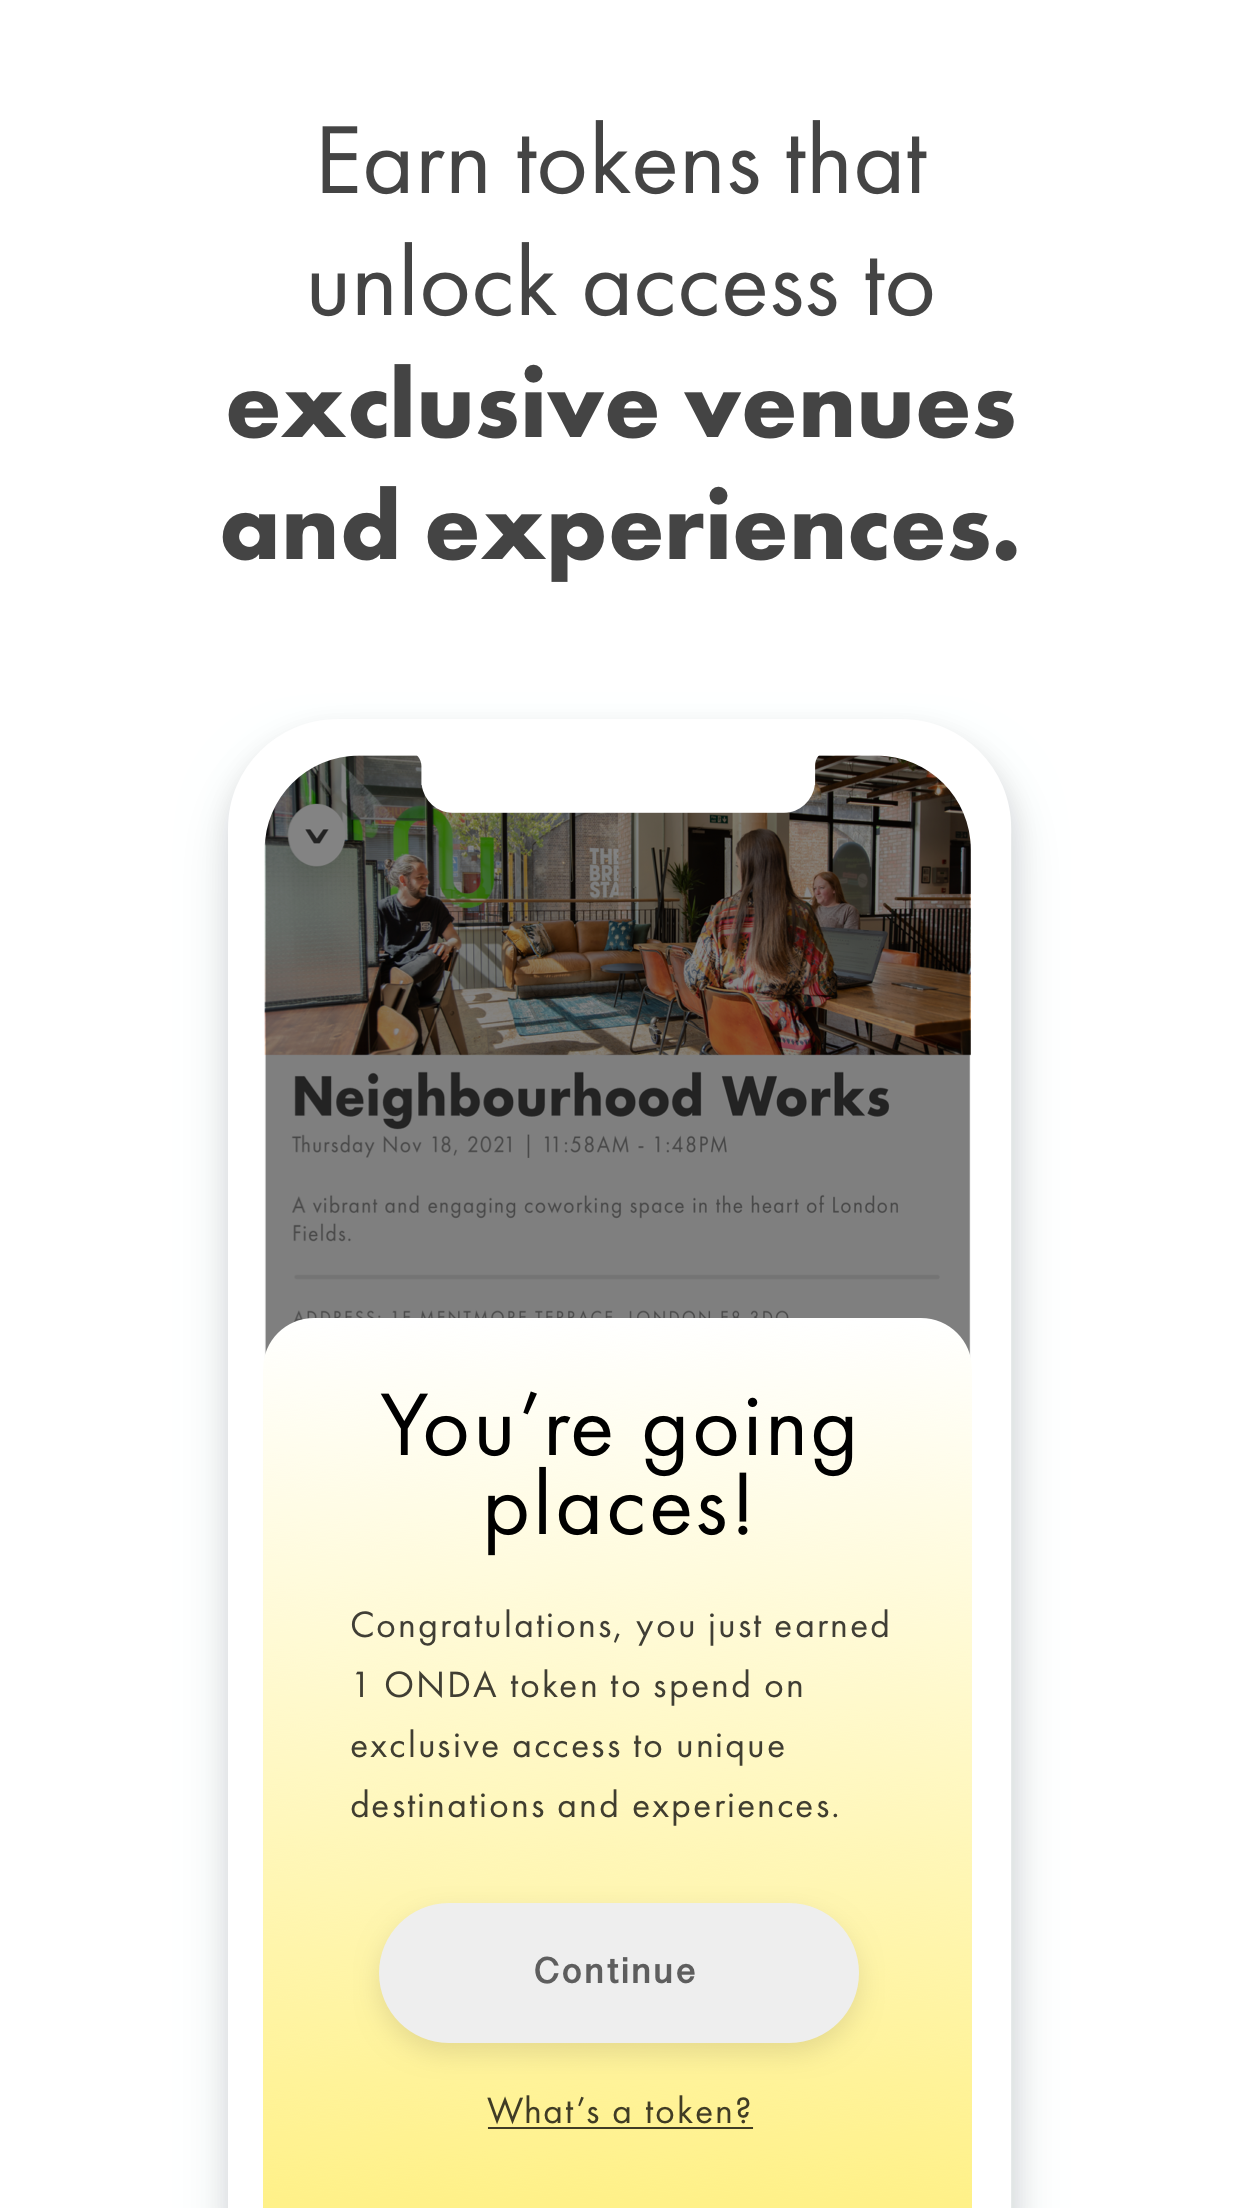 Earn tokens that
unlock access to
exclusive venues
and experiences.
THE
BRE
STA
Neighbourhood Works
Thursday Nov 18, 2021 | 11:58AM - 1:48PM
A vibrant and engaging coworking space in the heart of London
Fields.
ADDRESS: 15 MENTMORE TERRACE, LONDON E8 3DQ
You’re going
places!
Congratulations, you just earned
1 ONDA token to spend on
exclusive access to unique
destinations and experiences.
Continue
What’s a token?